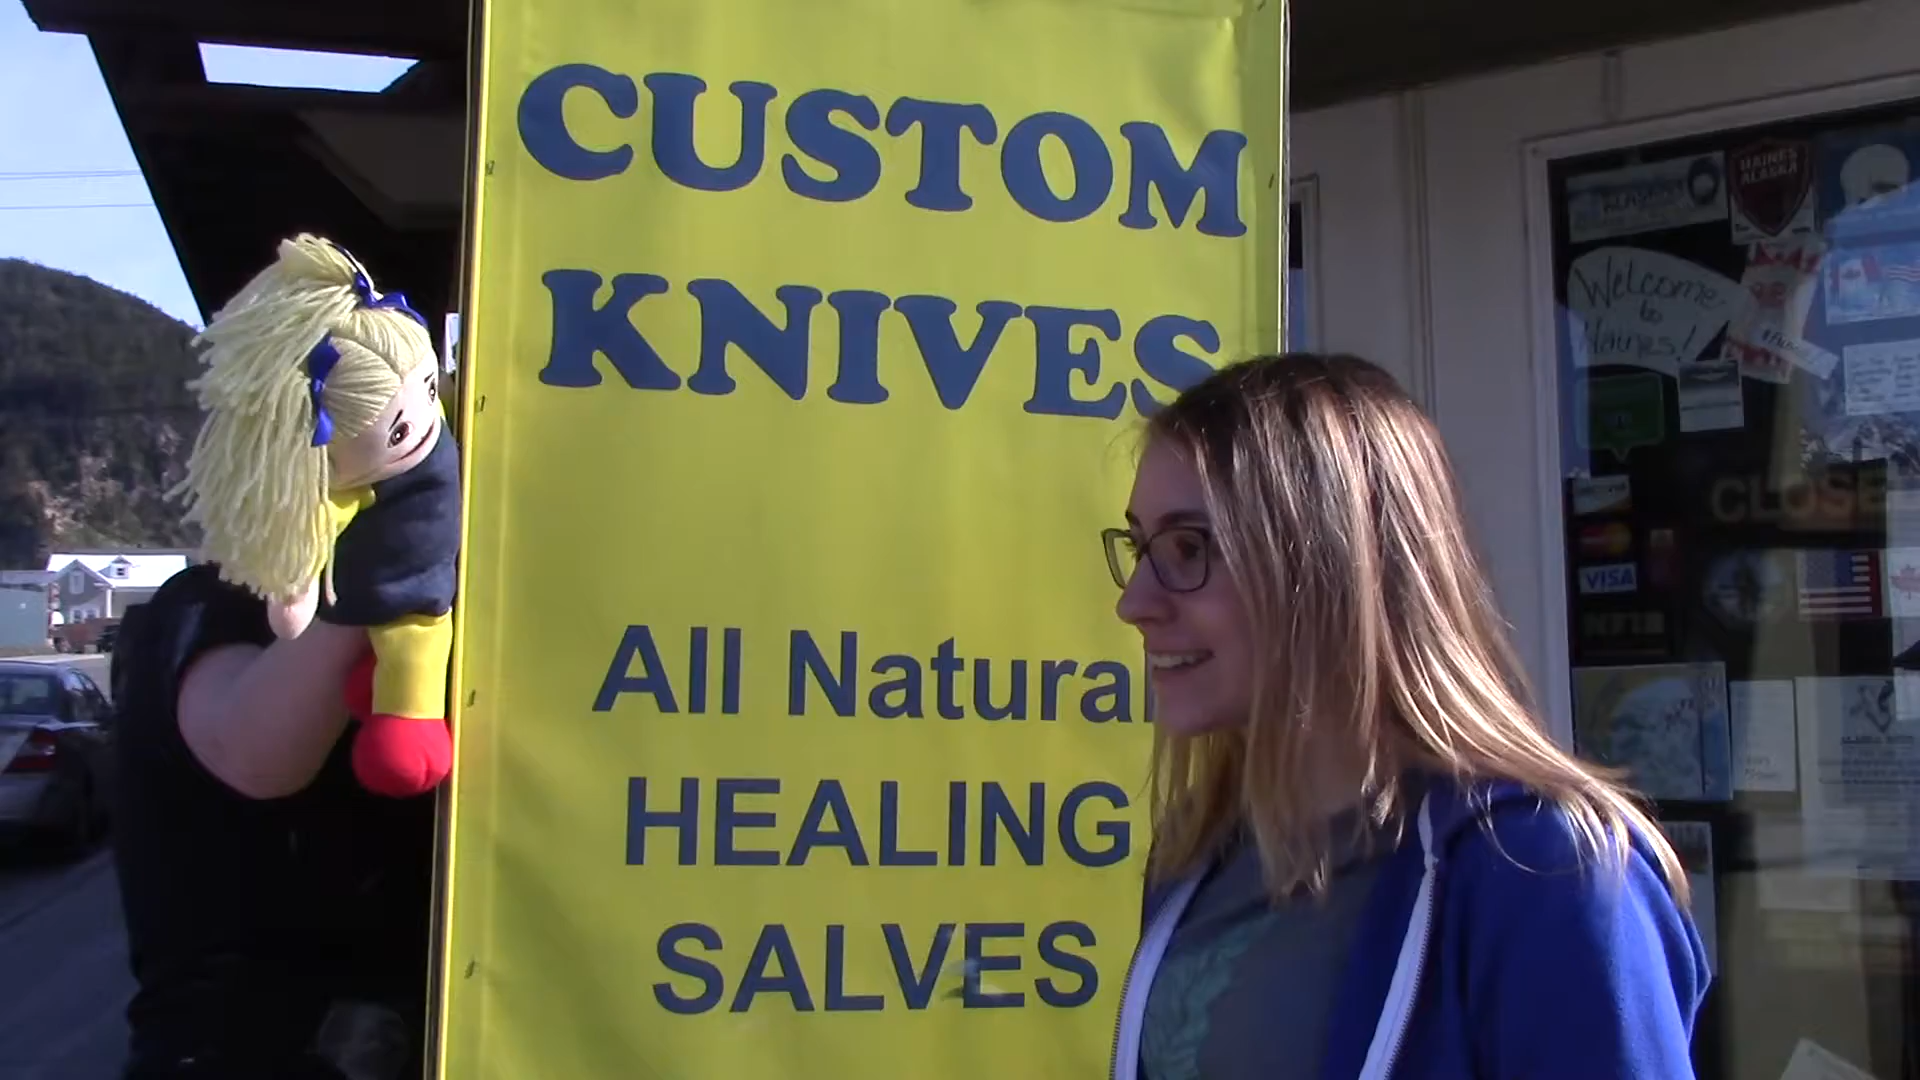 CUSTOM
KNIVES
All Natural
HEALING
SALVES
HAINES
ALASKA
Welcome
to
Haines!
CLOSE
VISA